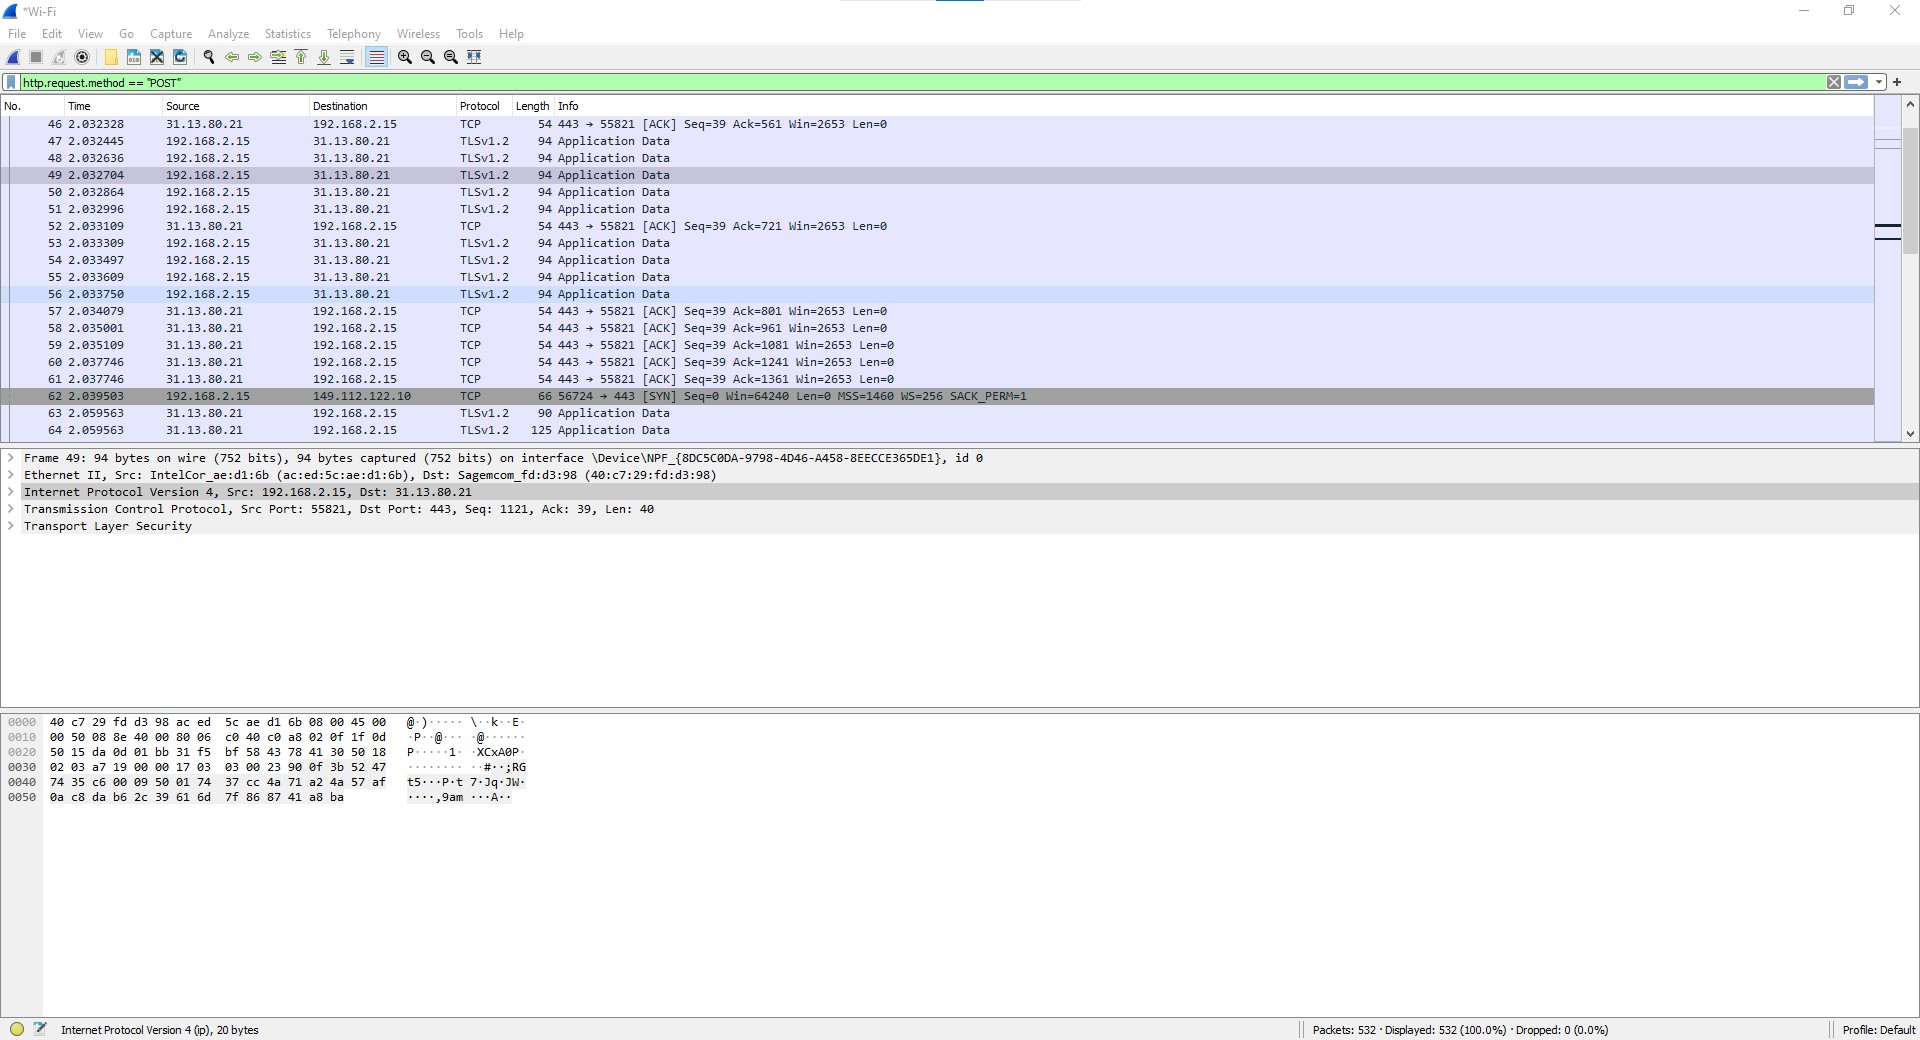 *Wi-Fi
File Edit View Go Capture Analyze Statistics Telephony Wireless Tools Help
http.request.method == "POST"
No. Time Source Destination Protocol Length Info
46 2.032328 31.13.80.21 192.168.2.15 TCP 54 443 → 55821 [ACK] Seq=39 Ack=561 Win=2653 Len=0
47 2.032445 192.168.2.15 31.13.80.21 TLSv1.2 94 Application Data
48 2.032636 192.168.2.15 31.13.80.21 TLSv1.2 94 Application Data
49 2.032704 192.168.2.15 31.13.80.21 TLSv1.2 94 Application Data
50 2.032864 192.168.2.15 31.13.80.21 TLSv1.2 94 Application Data
51 2.032996 192.168.2.15 31.13.80.21 TLSv1.2 94 Application Data
52 2.033109 31.13.80.21 192.168.2.15 TCP 54 443 → 55821 [ACK] Seq=39 Ack=721 Win=2653 Len=0
53 2.033309 192.168.2.15 31.13.80.21 TLSv1.2 94 Application Data
54 2.033497 192.168.2.15 31.13.80.21 TLSv1.2 94 Application Data
55 2.033609 192.168.2.15 31.13.80.21 TLSv1.2 94 Application Data
56 2.033750 192.168.2.15 31.13.80.21 TLSv1.2 94 Application Data
57 2.034079 31.13.80.21 192.168.2.15 TCP 54 443 → 55821 [ACK] Seq=39 Ack=801 Win=2653 Len=0
58 2.035001 31.13.80.21 192.168.2.15 TCP 54 443 → 55821 [ACK] Seq=39 Ack=961 Win=2653 Len=0
59 2.035109 31.13.80.21 192.168.2.15 TCP 54 443 → 55821 [ACK] Seq=39 Ack=1081 Win=2653 Len=0
60 2.037746 31.13.80.21 192.168.2.15 TCP 54 443 → 55821 [ACK] Seq=39 Ack=1241 Win=2653 Len=0
61 2.037746 31.13.80.21 192.168.2.15 TCP 54 443 → 55821 [ACK] Seq=39 Ack=1361 Win=2653 Len=0
62 2.039503 192.168.2.15 149.112.122.10 TCP 66 56724 → 443 [SYN] Seq=0 Win=64240 Len=0 MSS=1460 WS=256 SACK_PERM=1
63 2.059563 31.13.80.21 192.168.2.15 TLSv1.2 90 Application Data
64 2.059563 31.13.80.21 192.168.2.15 TLSv1.2 125 Application Data
Frame 49: 94 bytes on wire (752 bits), 94 bytes captured (752 bits) on interface \Device\NPF_{8DC5C0DA-9798-4D46-A458-8EECCE365DE1}, id 0
Ethernet II, Src: IntelCor_ae:d1:6b (ac:ed:5c:ae:d1:6b), Dst: Sagemcom_fd:d3:98 (40:c7:29:fd:d3:98)
Internet Protocol Version 4, Src: 192.168.2.15, Dst: 31.13.80.21
Transmission Control Protocol, Src Port: 55821, Dst Port: 443, Seq: 1121, Ack: 39, Len: 40
Transport Layer Security
0000 40 c7 29 fd d3 98 ac ed 5c ae d1 6b 08 00 45 00 @·)····· \··k··E·
0010 00 50 08 8e 40 00 80 06 c0 40 c0 a8 02 0f 1f 0d ·P··@··· ·@······
0020 50 15 da 0d 01 bb 31 f5 bf 58 43 78 41 30 50 18 P·····1· ·XCxA0P·
0030 02 03 a7 19 00 00 17 03 03 00 23 90 0f 3b 52 47 ········ ··#··;RG
0040 74 35 c6 00 09 50 01 74 37 cc 4a 71 a2 4a 57 af t5···P·t 7·Jq·JW·
0050 0a c8 da b6 2c 39 61 6d 7f 86 87 41 a8 ba ····,9am ···A··
Internet Protocol Version 4 (ip), 20 bytes
Packets: 532 · Displayed: 532 (100.0%) · Dropped: 0 (0.0%)
Profile: Default